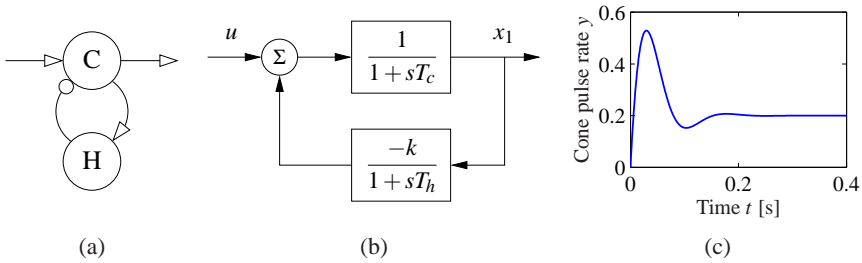 C
H
(a)
u
Σ
1
1 + sT_c
x_1
−k
1 + sT_h
(b)
Cone pulse rate y
0.6
0.4
0.2
0
0
0.2
0.4
Time t [s]
(c)